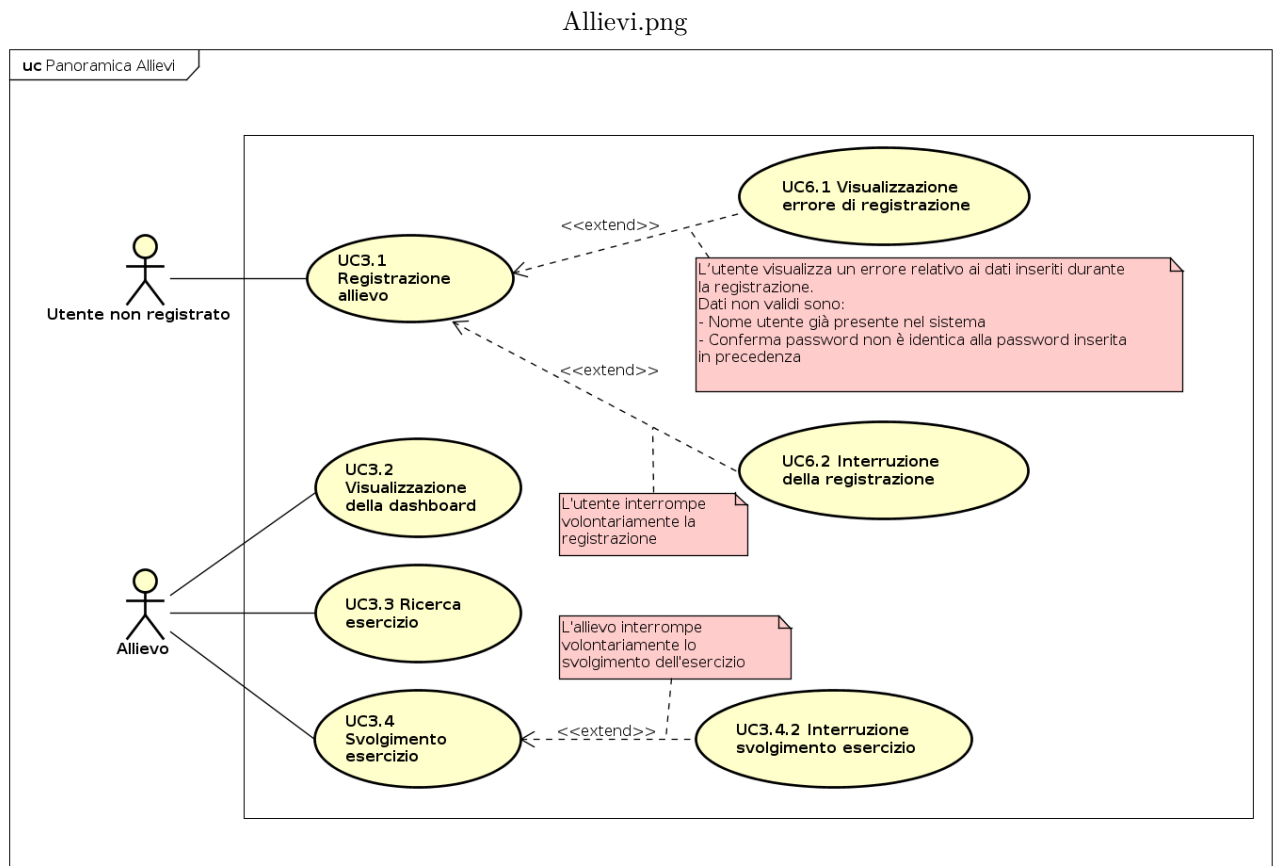 Allievi.png
uc Panoramica Allievi
UC6.1 Visualizzazione
errore di registrazione
<<extend>>
UC3.1
Registrazione
allievo
Utente non registrato
L'utente visualizza un errore relativo ai dati inseriti durante
la registrazione.
Dati non validi sono:
- Nome utente già presente nel sistema
- Conferma password non è identica alla password inserita
in precedenza
<<extend>>
UC6.2 Interruzione
della registrazione
UC3.2
Visualizzazione
della dashboard
L'utente interrompe
volontariamente la
registrazione
UC3.3 Ricerca
esercizio
Allievo
L'allievo interrompe
volontariamente lo
svolgimento dell'esercizio
UC3.4
Svolgimento
esercizio
<<extend>>
UC3.4.2 Interruzione
svolgimento esercizio